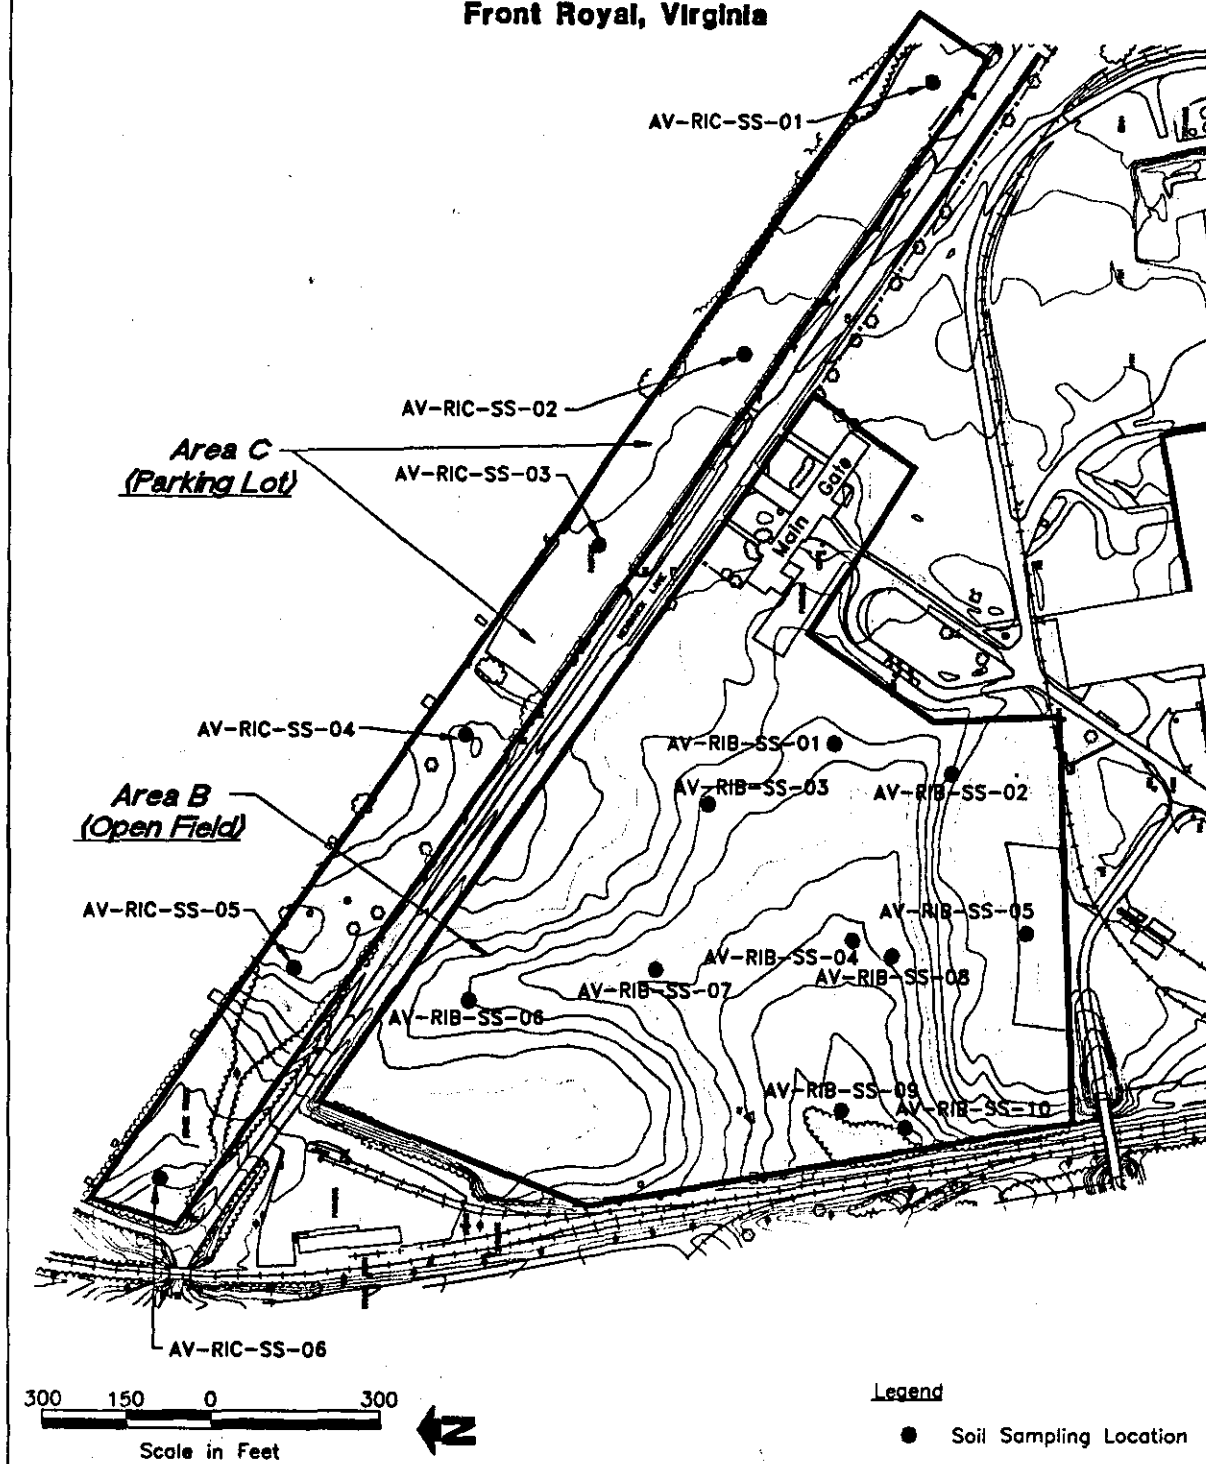 Front Royal, Virginia
AV-RIC-SS-01
AV-RIC-SS-02
Area C
(Parking Lot)
AV-RIC-SS-03
Main Gate
KENDRICK LANE
AV-RIC-SS-04
AV-RIB-SS-01
AV-RIB-SS-03
AV-RIB-SS-02
Area B
(Open Field)
AV-RIC-SS-05
AV-RIB-SS-05
AV-RIB-SS-04
AV-RIB-SS-08
AV-RIB-SS-07
AV-RIB-SS-06
AV-RIB-SS-09
AV-RIB-SS-10
AV-RIC-SS-06
300 150 0 300
Scale in Feet
N
Legend
Soil Sampling Location